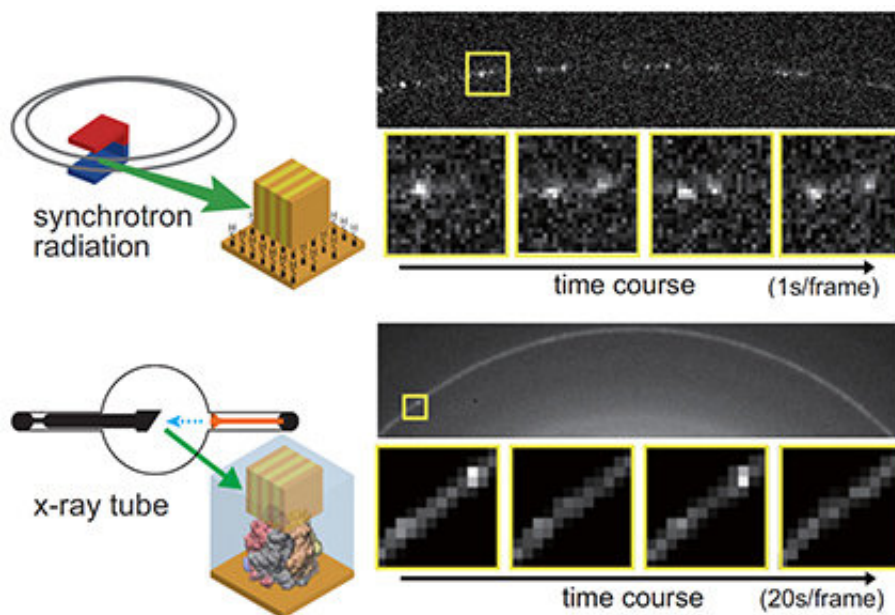 synchrotron
radiation
time course
(1s/frame)
x-ray tube
time course
(20s/frame)